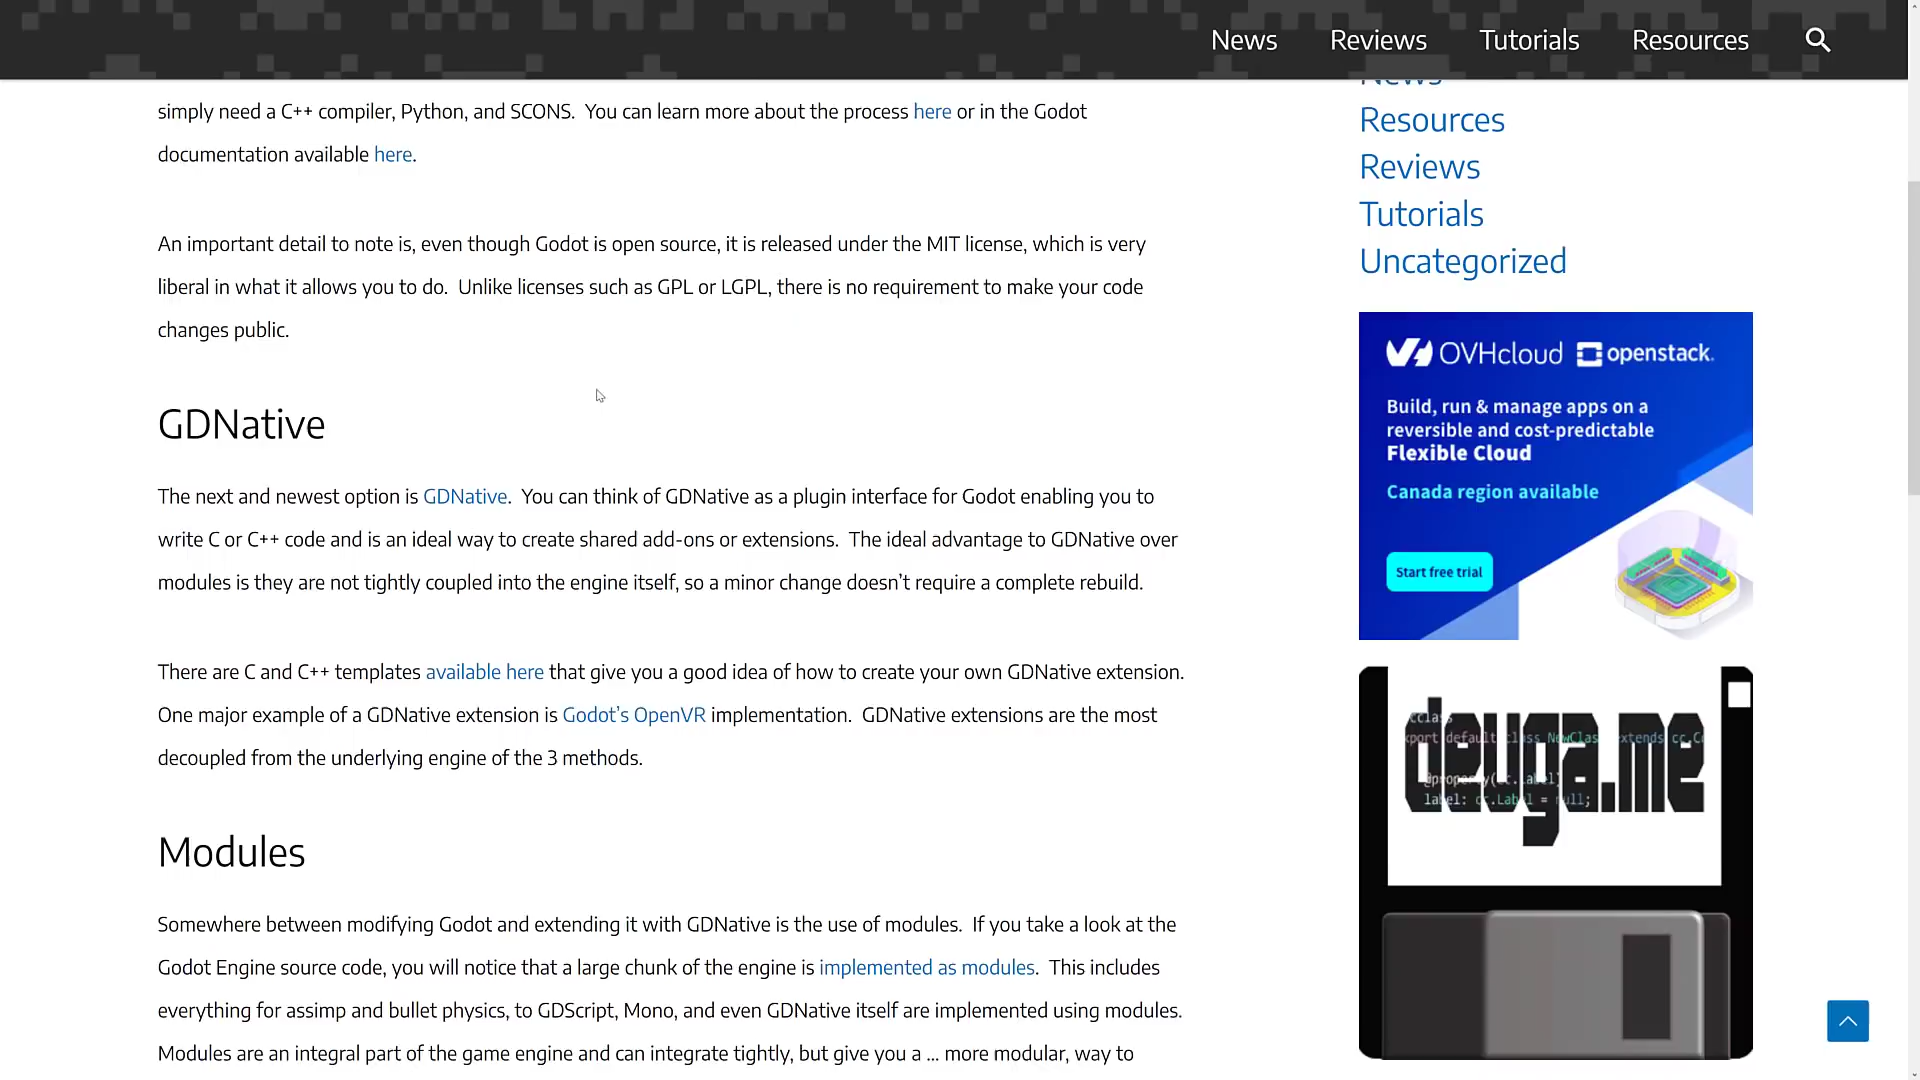 News Reviews Tutorials Resources
simply need a C++ compiler, Python, and SCONS.  You can learn more about the process here or in the Godot
documentation available here.
An important detail to note is, even though Godot is open source, it is released under the MIT license, which is very
liberal in what it allows you to do.  Unlike licenses such as GPL or LGPL, there is no requirement to make your code
changes public.
GDNative
The next and newest option is GDNative.  You can think of GDNative as a plugin interface for Godot enabling you to
write C or C++ code and is an ideal way to create shared add-ons or extensions.  The ideal advantage to GDNative over
modules is they are not tightly coupled into the engine itself, so a minor change doesn't require a complete rebuild.
There are C and C++ templates available here that give you a good idea of how to create your own GDNative extension.
One major example of a GDNative extension is Godot's OpenVR implementation.  GDNative extensions are the most
decoupled from the underlying engine of the 3 methods.
Modules
Somewhere between modifying Godot and extending it with GDNative is the use of modules.  If you take a look at the
Godot Engine source code, you will notice that a large chunk of the engine is implemented as modules.  This includes
everything for assimp and bullet physics, to GDScript, Mono, and even GDNative itself are implemented using modules.
Modules are an integral part of the game engine and can integrate tightly, but give you a ... more modular, way to
News
Resources
Reviews
Tutorials
Uncategorized
OVHcloud openstack.
Build, run & manage apps on a
reversible and cost-predictable
Flexible Cloud
Canada region available
Start free trial
devga.me
label: cc.Label = null;